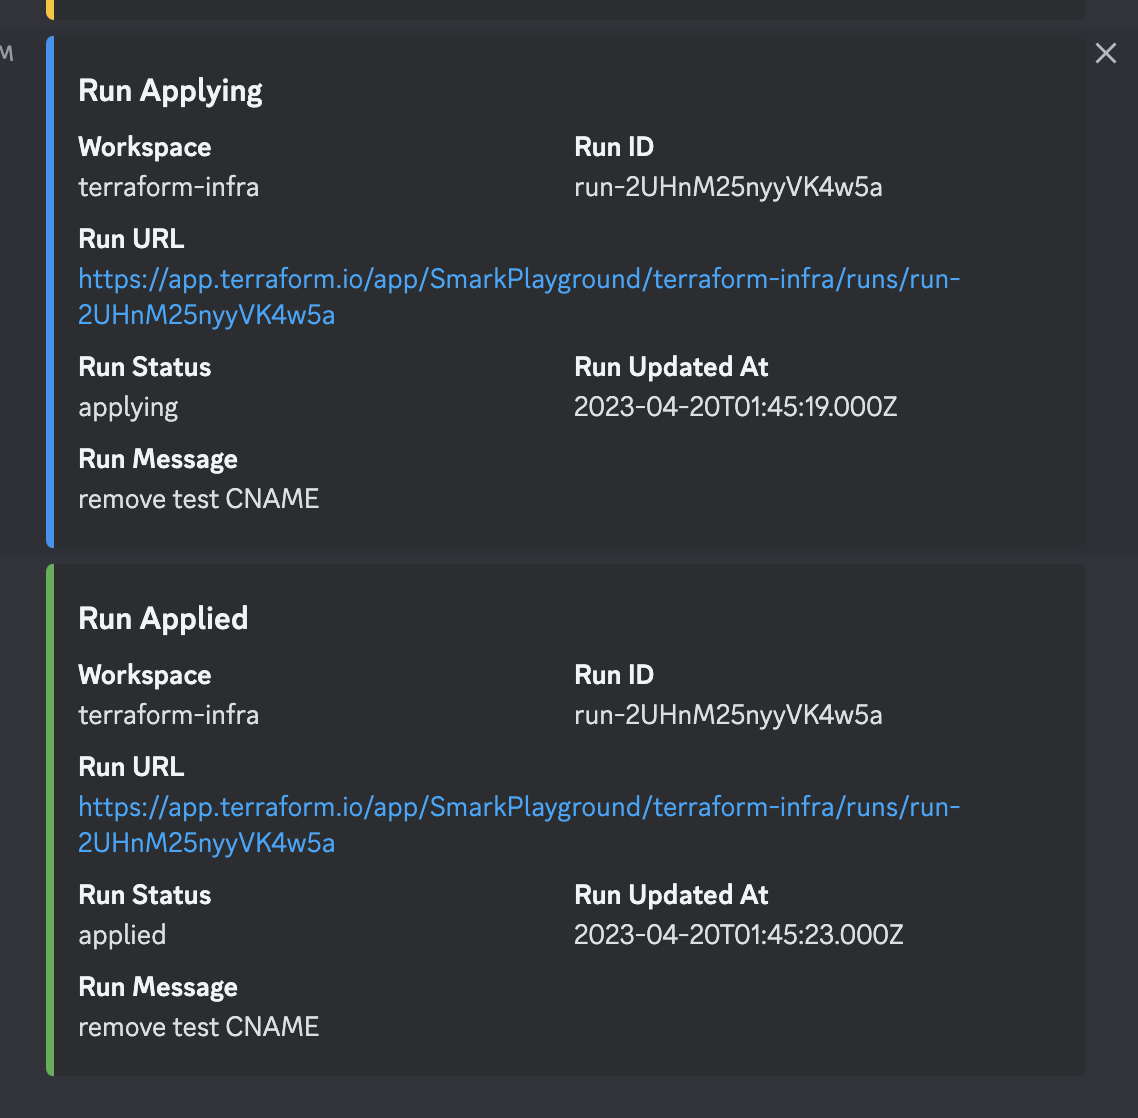 M
Run Applying
Workspace
Run ID
terraform-infra
run-2UHnM25nyyVK4w5a
Run URL
https://app.terraform.io/app/SmarkPlayground/terraform-infra/runs/run-
2UHnM25nyyVK4w5a
Run Status
Run Updated At
applying
2023-04-20T01:45:19.000Z
Run Message
remove test CNAME
Run Applied
Workspace
Run ID
terraform-infra
run-2UHnM25nyyVK4w5a
Run URL
https://app.terraform.io/app/SmarkPlayground/terraform-infra/runs/run-
2UHnM25nyyVK4w5a
Run Status
Run Updated At
applied
2023-04-20T01:45:23.000Z
Run Message
remove test CNAME